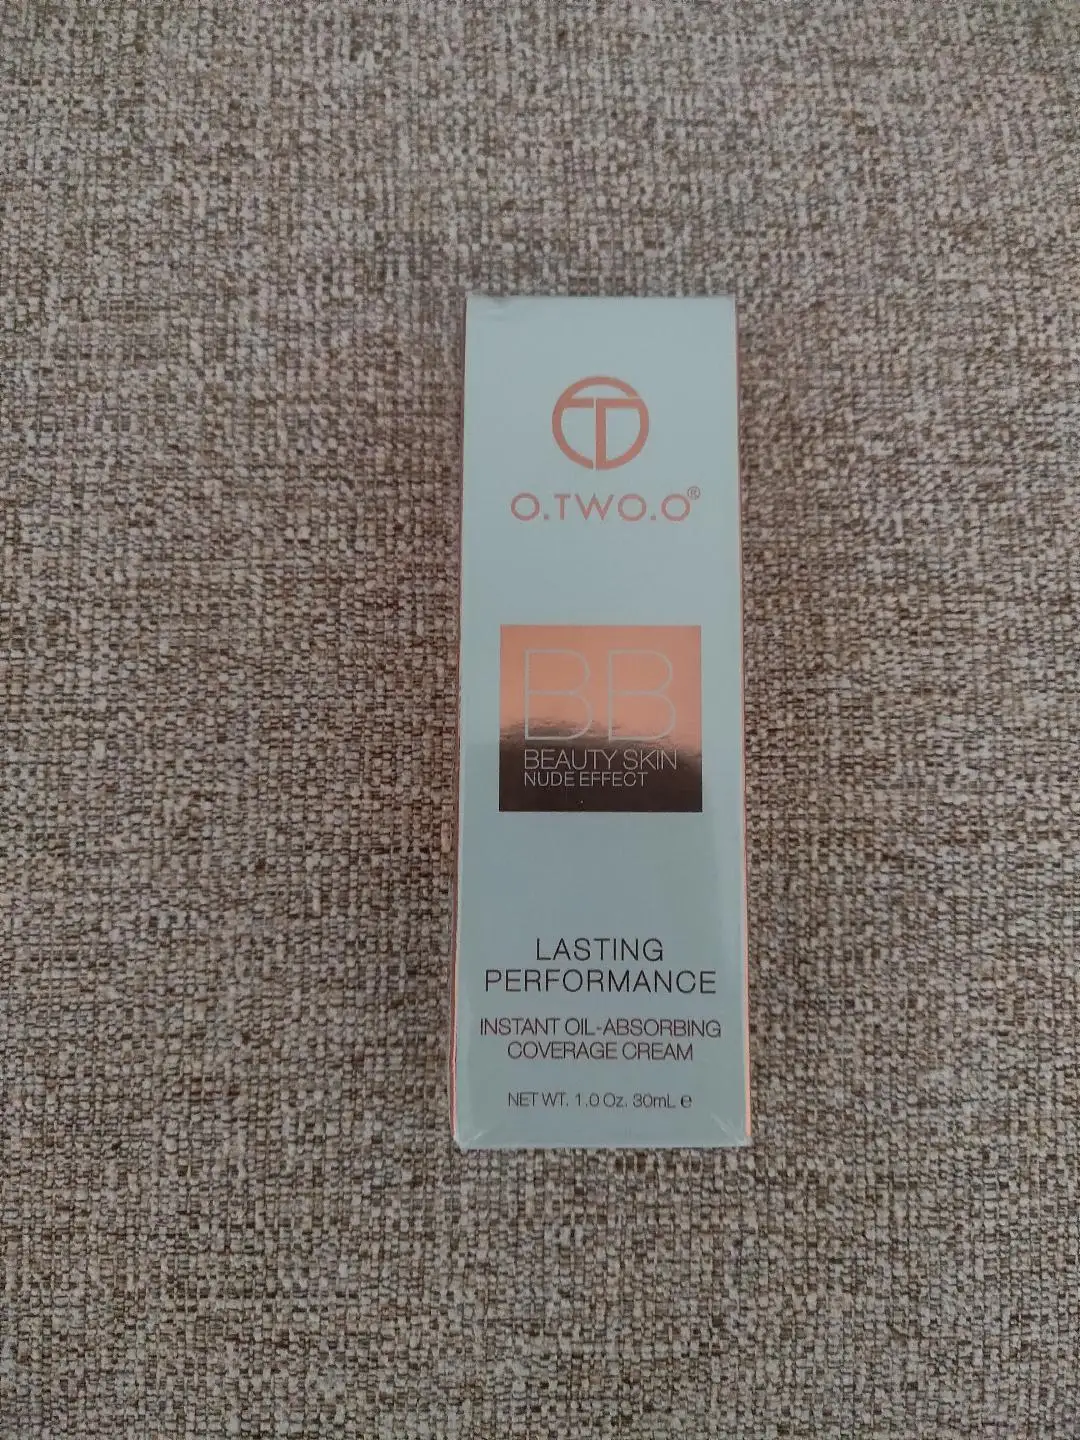 O.TWO.O®
BB
BEAUTY SKIN
NUDE EFFECT
LASTING
PERFORMANCE
INSTANT OIL-ABSORBING
COVERAGE CREAM
NET WT. 1.0 Oz. 30mL e